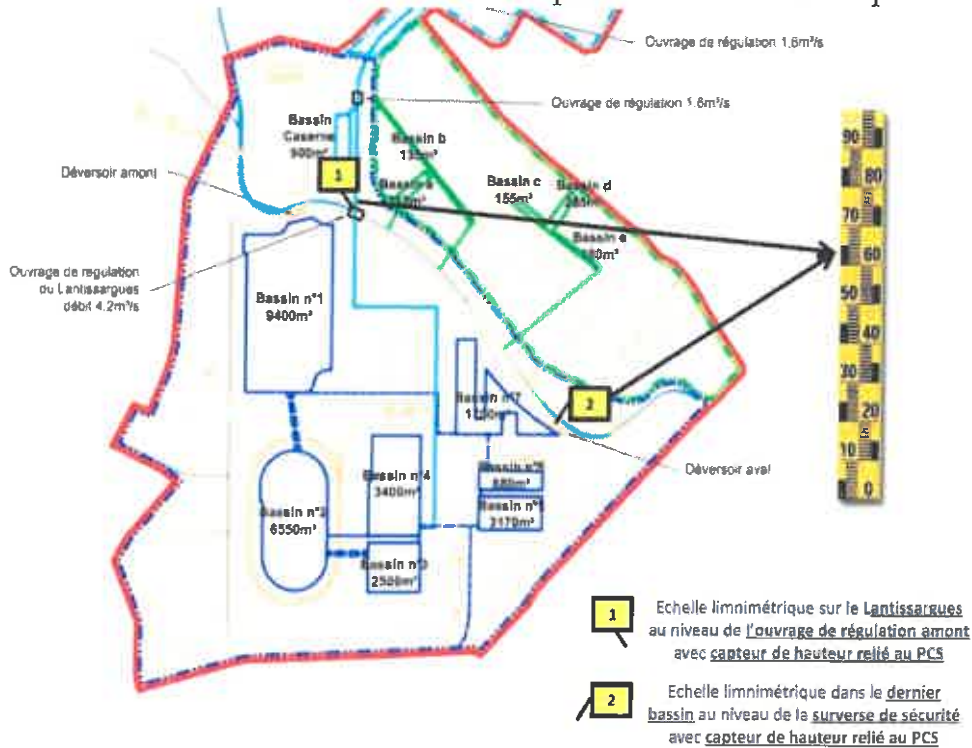 Ouvrage de régulation 1,6m³/s
Ouvrage de régulation 1.6m³/s
Bassin
Caserne
900m³
Bassin b
Déversoir amont
1
Bassin c
155m³
Bassin d
Bassin e
Ouvrage de régulation
du Lantissargues
débit 4.2m³/s
Bassin n°1
9400m³
Bassin n°7
2
Déversoir aval
Bassin n°4
3400m³
6550m³
3170m³
2500m³
90
80
70
60
50
40
30
20
10
0
1
Echelle limnimétrique sur le Lantissargues
au niveau de l'ouvrage de régulation amont
avec capteur de hauteur relié au PCS
2
Echelle limnimétrique dans le dernier
bassin au niveau de la surverse de sécurité
avec capteur de hauteur relié au PCS